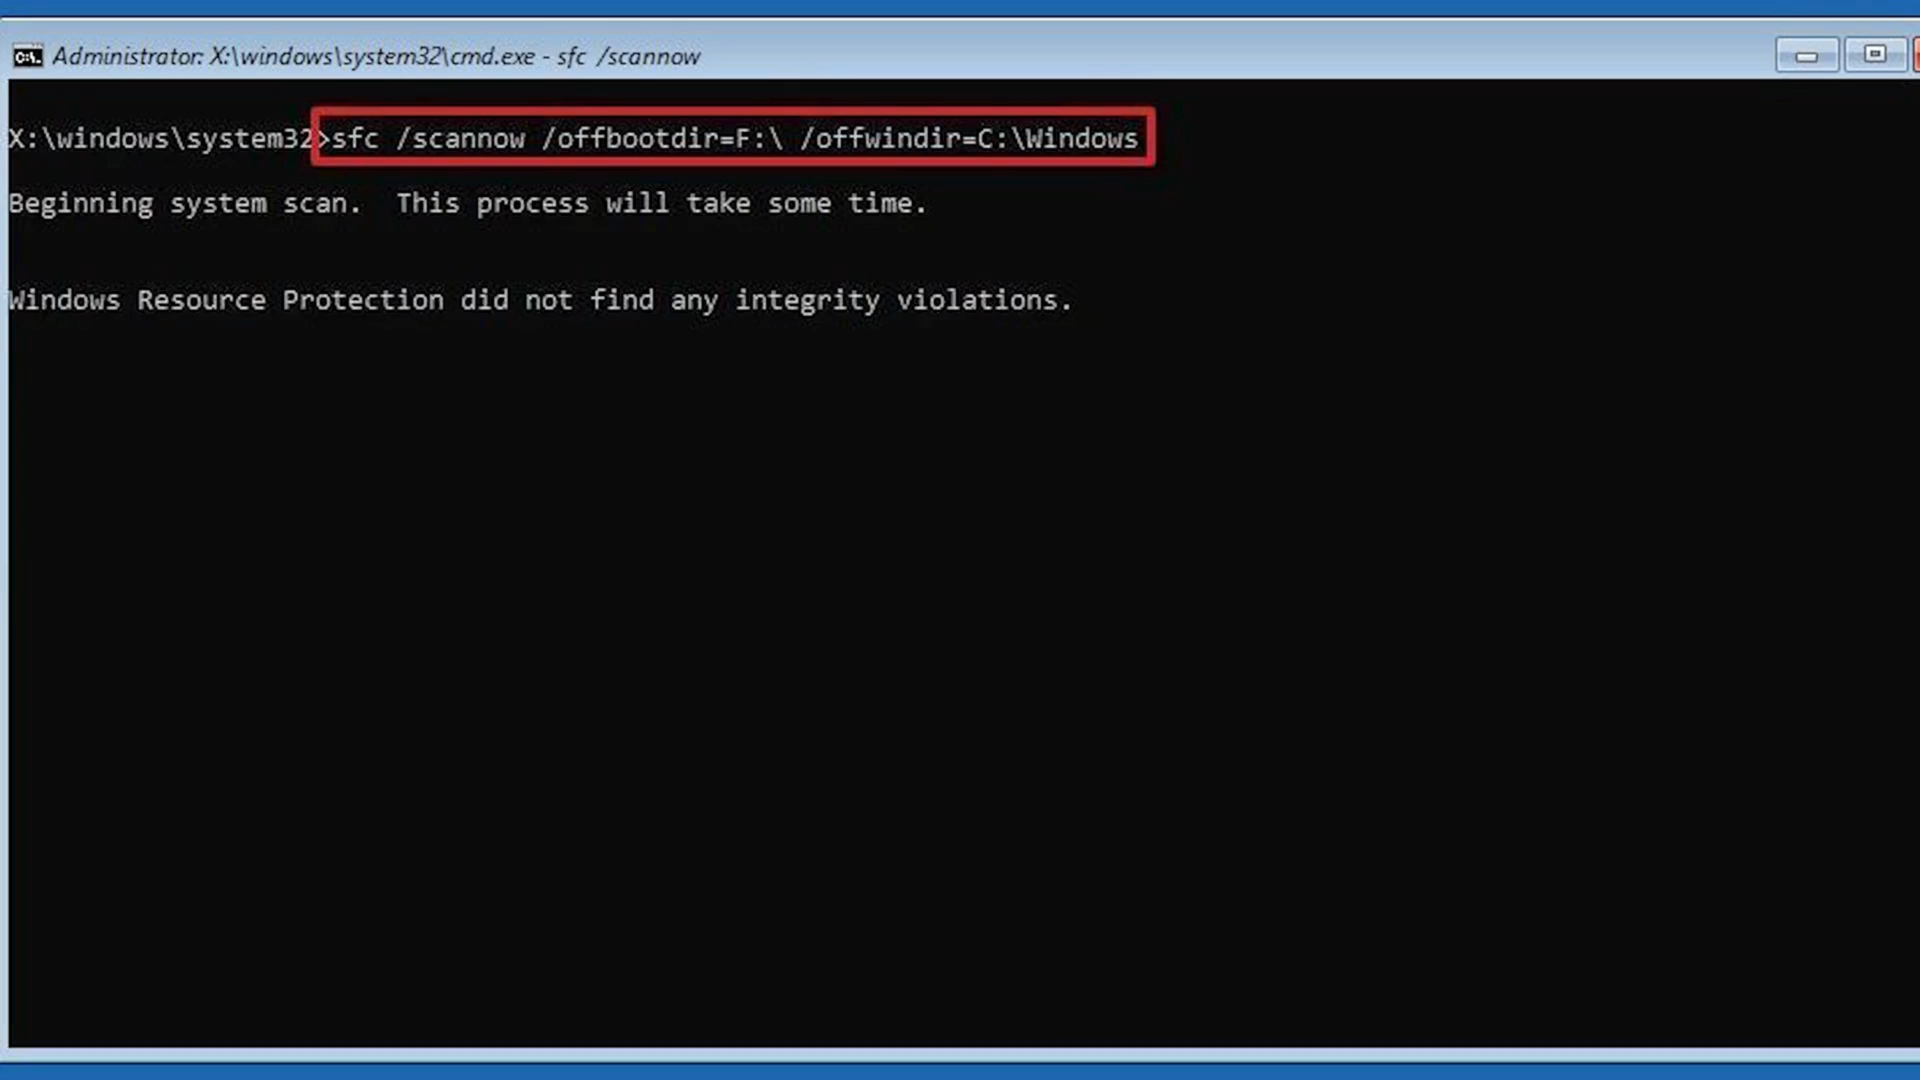 Administrator: X:\windows\system32\cmd.exe - sfc /scannow
X:\windows\system32>sfc /scannow /offbootdir=F:\ /offwindir=C:\Windows
Beginning system scan.  This process will take some time.
Windows Resource Protection did not find any integrity violations.